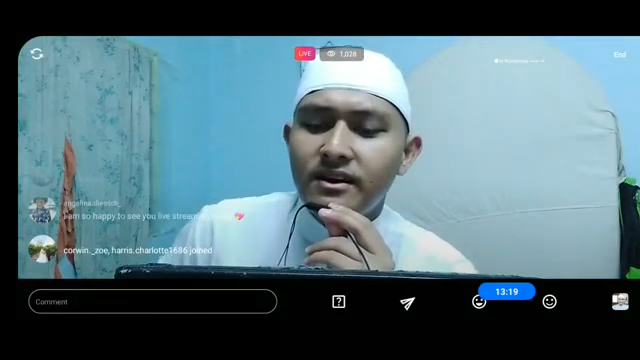 LIVE
1,028
End
I am so happy to see you live
corwin._zoe, harris.charlotte1686 joined
Comment
13:19